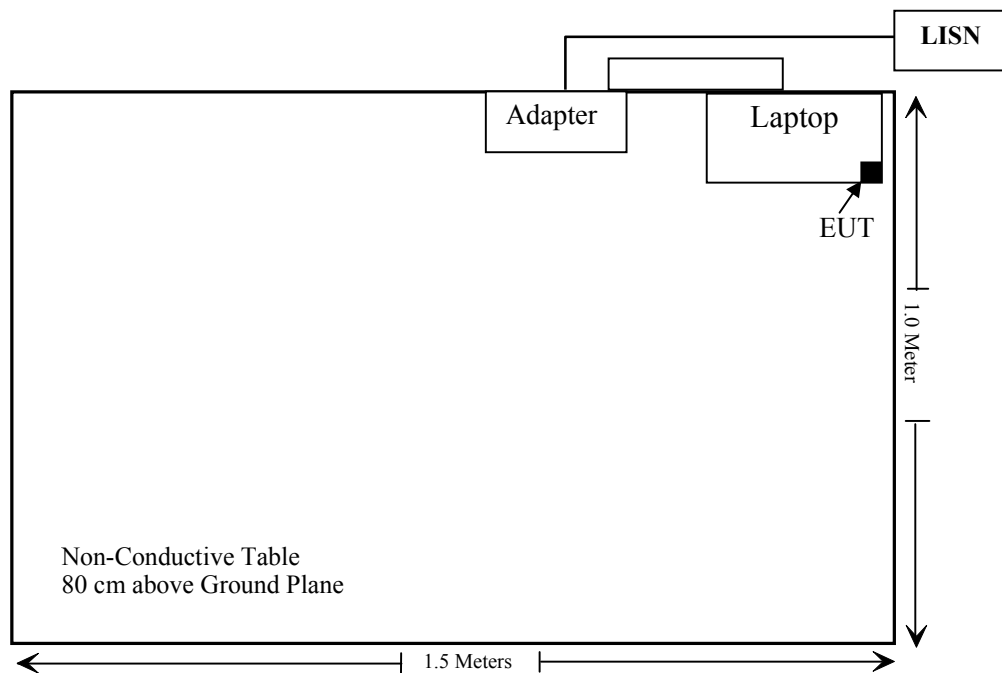 LISN
Adapter
Laptop
EUT
1.0 Meter
Non-Conductive Table
80 cm above Ground Plane
1.5 Meters